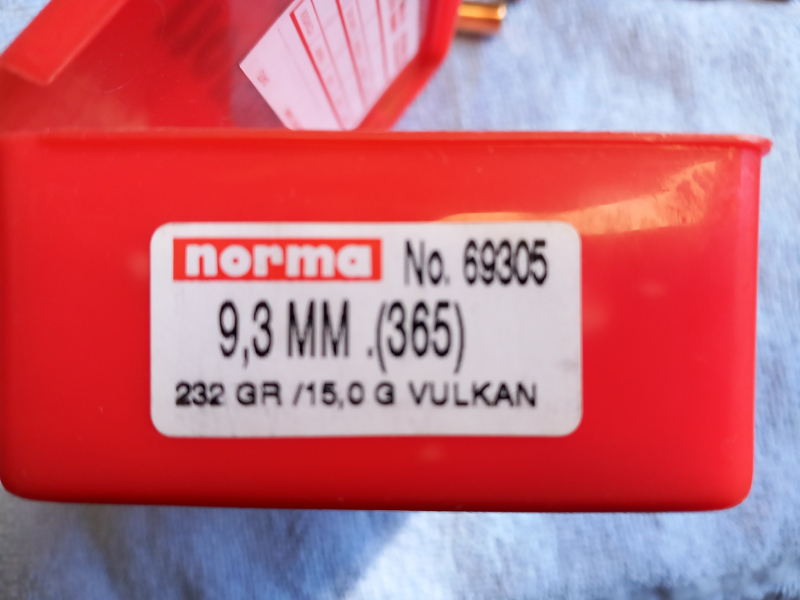 norma No. 69305
9,3 MM .(365)
232 GR /15,0 G VULKAN